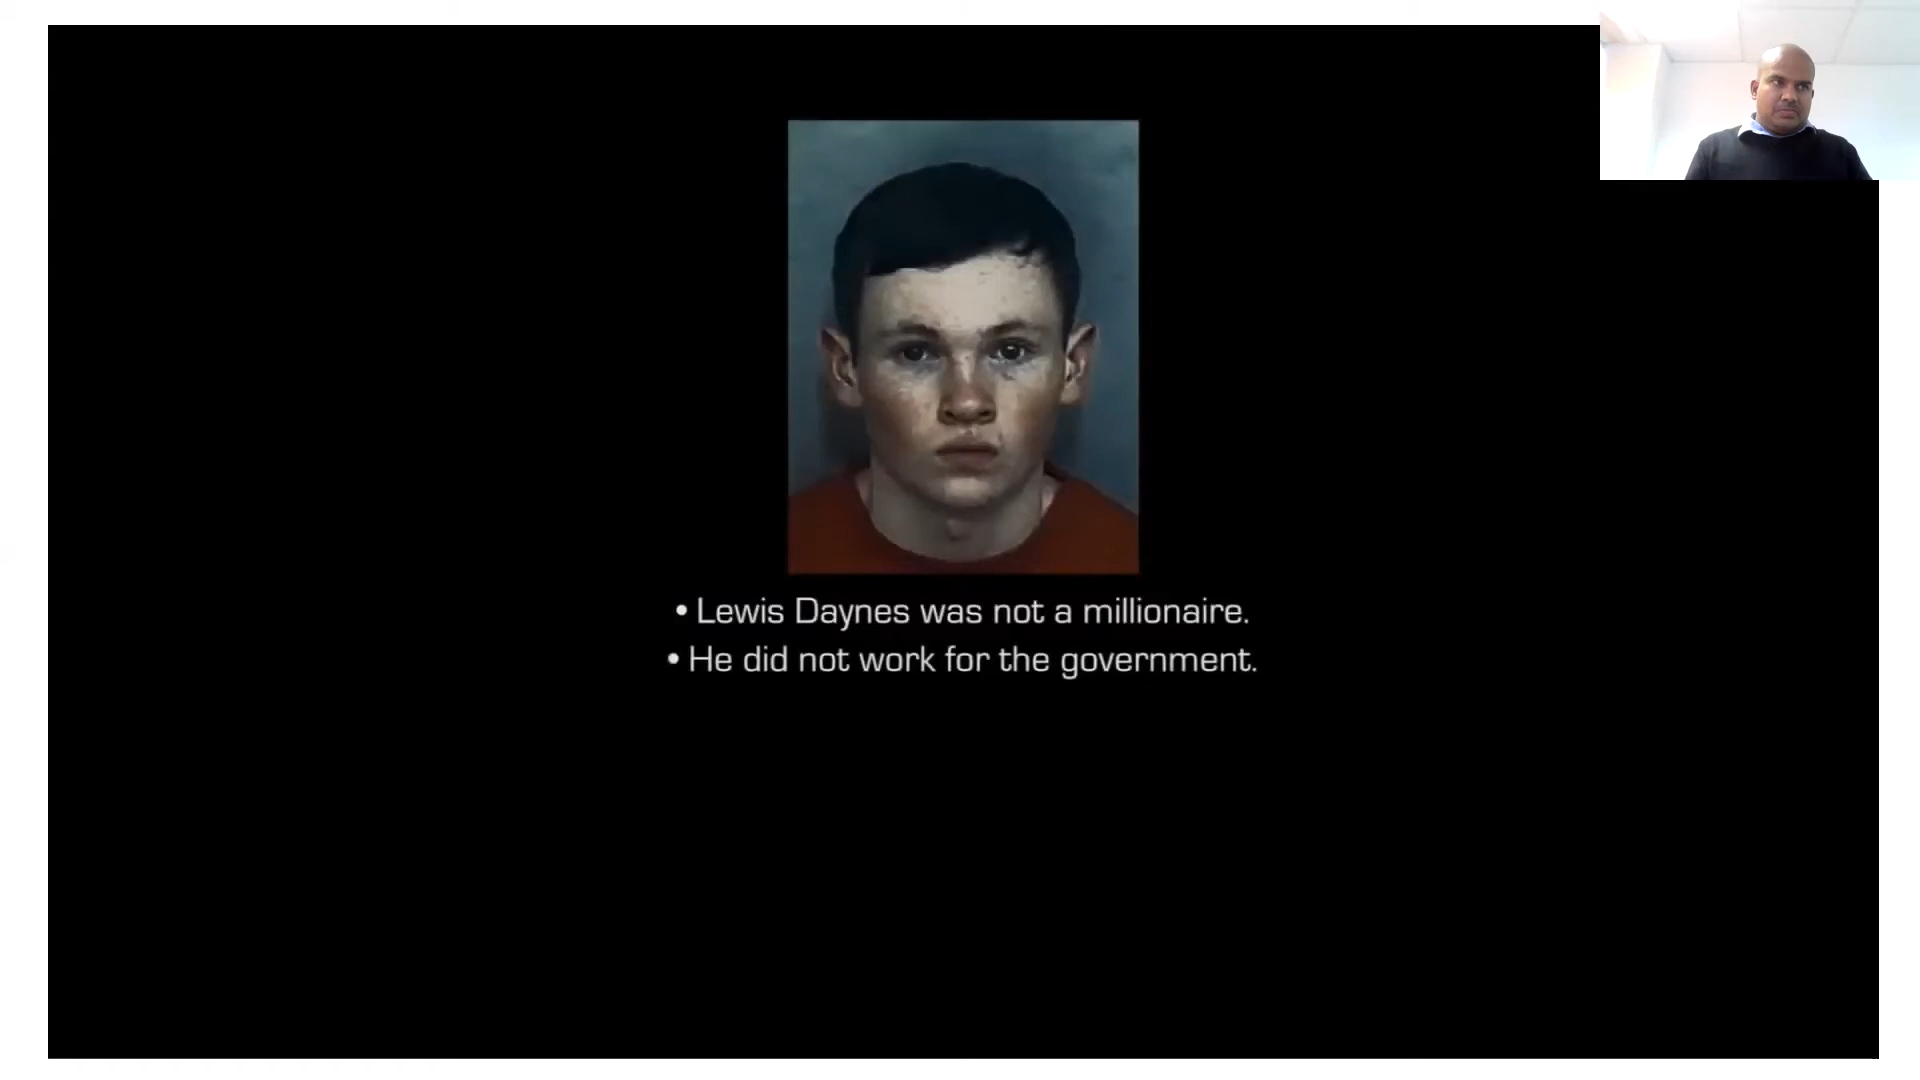 • Lewis Daynes was not a millionaire.
• He did not work for the government.